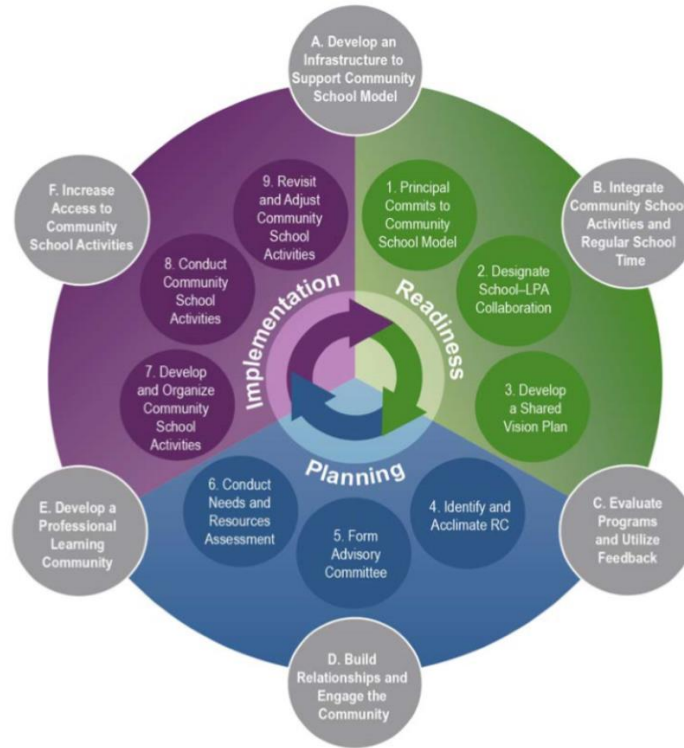 A. Develop an
Infrastructure to
Support Community
School Model
F. Increase
Access to
Community
School Activities
9. Revisit
and Adjust
Community
School
Activities
1. Principal
Commits to
Community
School Model
B. Integrate
Community School
Activities and
Regular School
Time
8. Conduct
Community
School
Activities
2. Designate
School–LPA
Collaboration
Implementation
Readiness
7. Develop
and Organize
Community
School
Activities
3. Develop
a Shared
Vision Plan
Planning
6. Conduct
Needs and
Resources
Assessment
5. Form
Advisory
Committee
4. Identify and
Acclimate RC
E. Develop a
Professional
Learning
Community
C. Evaluate
Programs
and Utilize
Feedback
D. Build
Relationships and
Engage the
Community